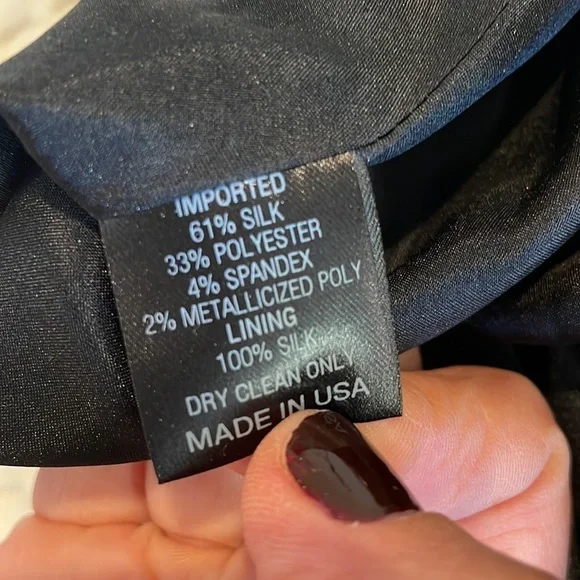 IMPORTED
61% SILK
33% POLYESTER
4% SPANDEX
2% METALLICIZED POLY
LINING
100% SILK
DRY CLEAN ONLY
MADE IN USA